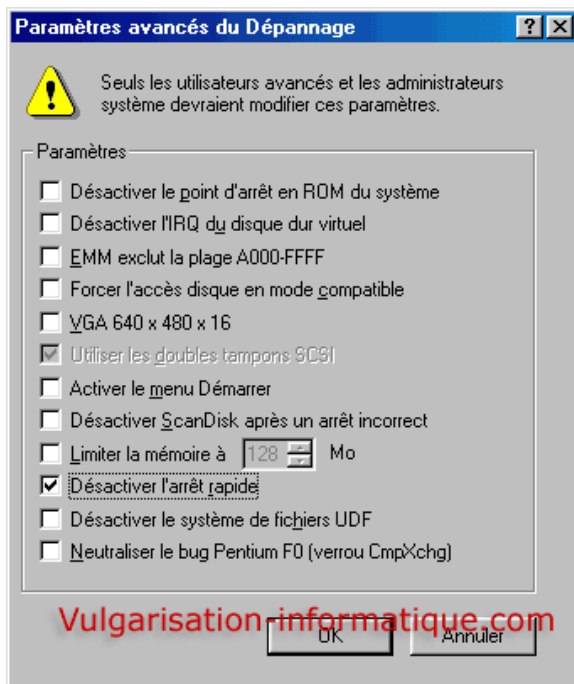 Paramètres avancés du Dépannage
Seuls les utilisateurs avancés et les administrateurs
système devraient modifier ces paramètres.
Paramètres
Désactiver le point d'arrêt en ROM du système
Désactiver l'IRQ du disque dur virtuel
EMM exclut la plage A000-FFFF
Forcer l'accès disque en mode compatible
VGA 640 x 480 x 16
Utiliser les doubles tampons SCSI
Activer le menu Démarrer
Désactiver ScanDisk après un arrêt incorrect
Limiter la mémoire à 128 Mo
Désactiver l'arrêt rapide
Désactiver le système de fichiers UDF
Neutraliser le bug Pentium F0 (verrou CmpXchg)
Vulgarisation-informatique.com
OK Annuler